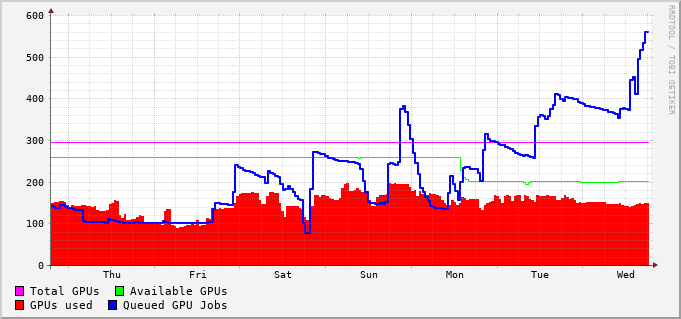 600
500
400
300
200
100
0
Thu Fri Sat Sun Mon Tue Wed
Total GPUs Available GPUs
GPUs used Queued GPU Jobs
RRDTOOL / TOBI OETIKER